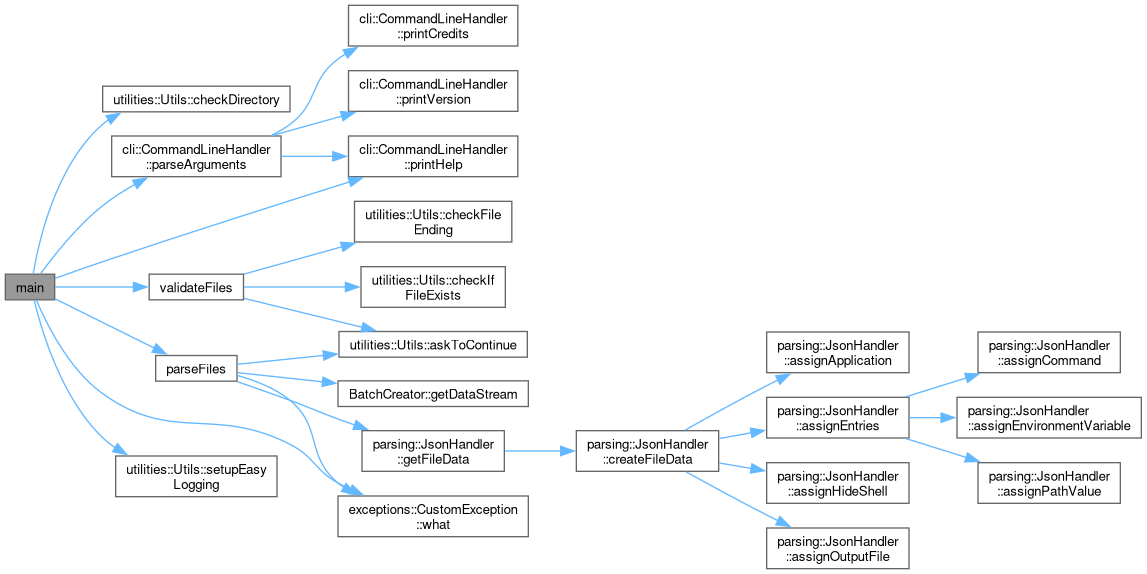 main
utilities::Utils::checkDirectory
cli::CommandLineHandler
::parseArguments
validateFiles
parseFiles
utilities::Utils::setupEasy
Logging
cli::CommandLineHandler
::printCredits
cli::CommandLineHandler
::printVersion
cli::CommandLineHandler
::printHelp
utilities::Utils::checkFile
Ending
utilities::Utils::checkIf
FileExists
utilities::Utils::askToContinue
BatchCreator::getDataStream
parsing::JsonHandler
::getFileData
exceptions::CustomException
::what
parsing::JsonHandler
::createFileData
parsing::JsonHandler
::assignApplication
parsing::JsonHandler
::assignEntries
parsing::JsonHandler
::assignHideShell
parsing::JsonHandler
::assignOutputFile
parsing::JsonHandler
::assignCommand
parsing::JsonHandler
::assignEnvironmentVariable
parsing::JsonHandler
::assignPathValue